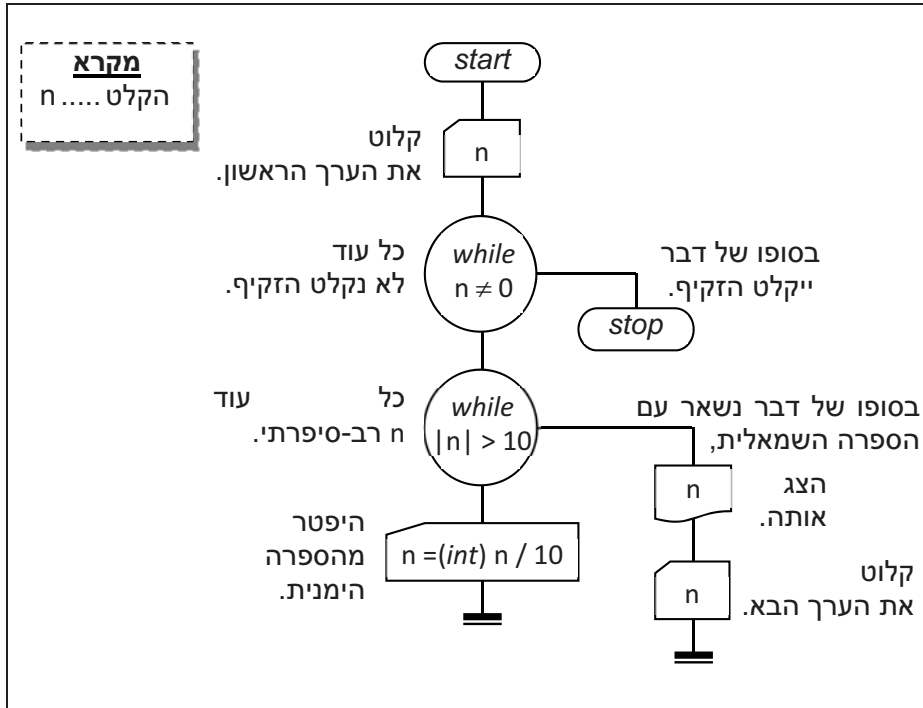 מקרא
הקלט ..... n
start
קלוט
את הערך הראשון.
n
כל עוד
לא נקלט הזקיף.
while
n ≠ 0
בסופו של דבר
ייקלט הזקיף.
stop
כל עוד
n רב-סיפרתי.
while
|n| > 10
בסופו של דבר נשאר עם
הספרה השמאלית,
היפטר
מהספרה
הימנית.
n =(int) n / 10
n
הצג
אותה.
n
קלוט
את הערך הבא.